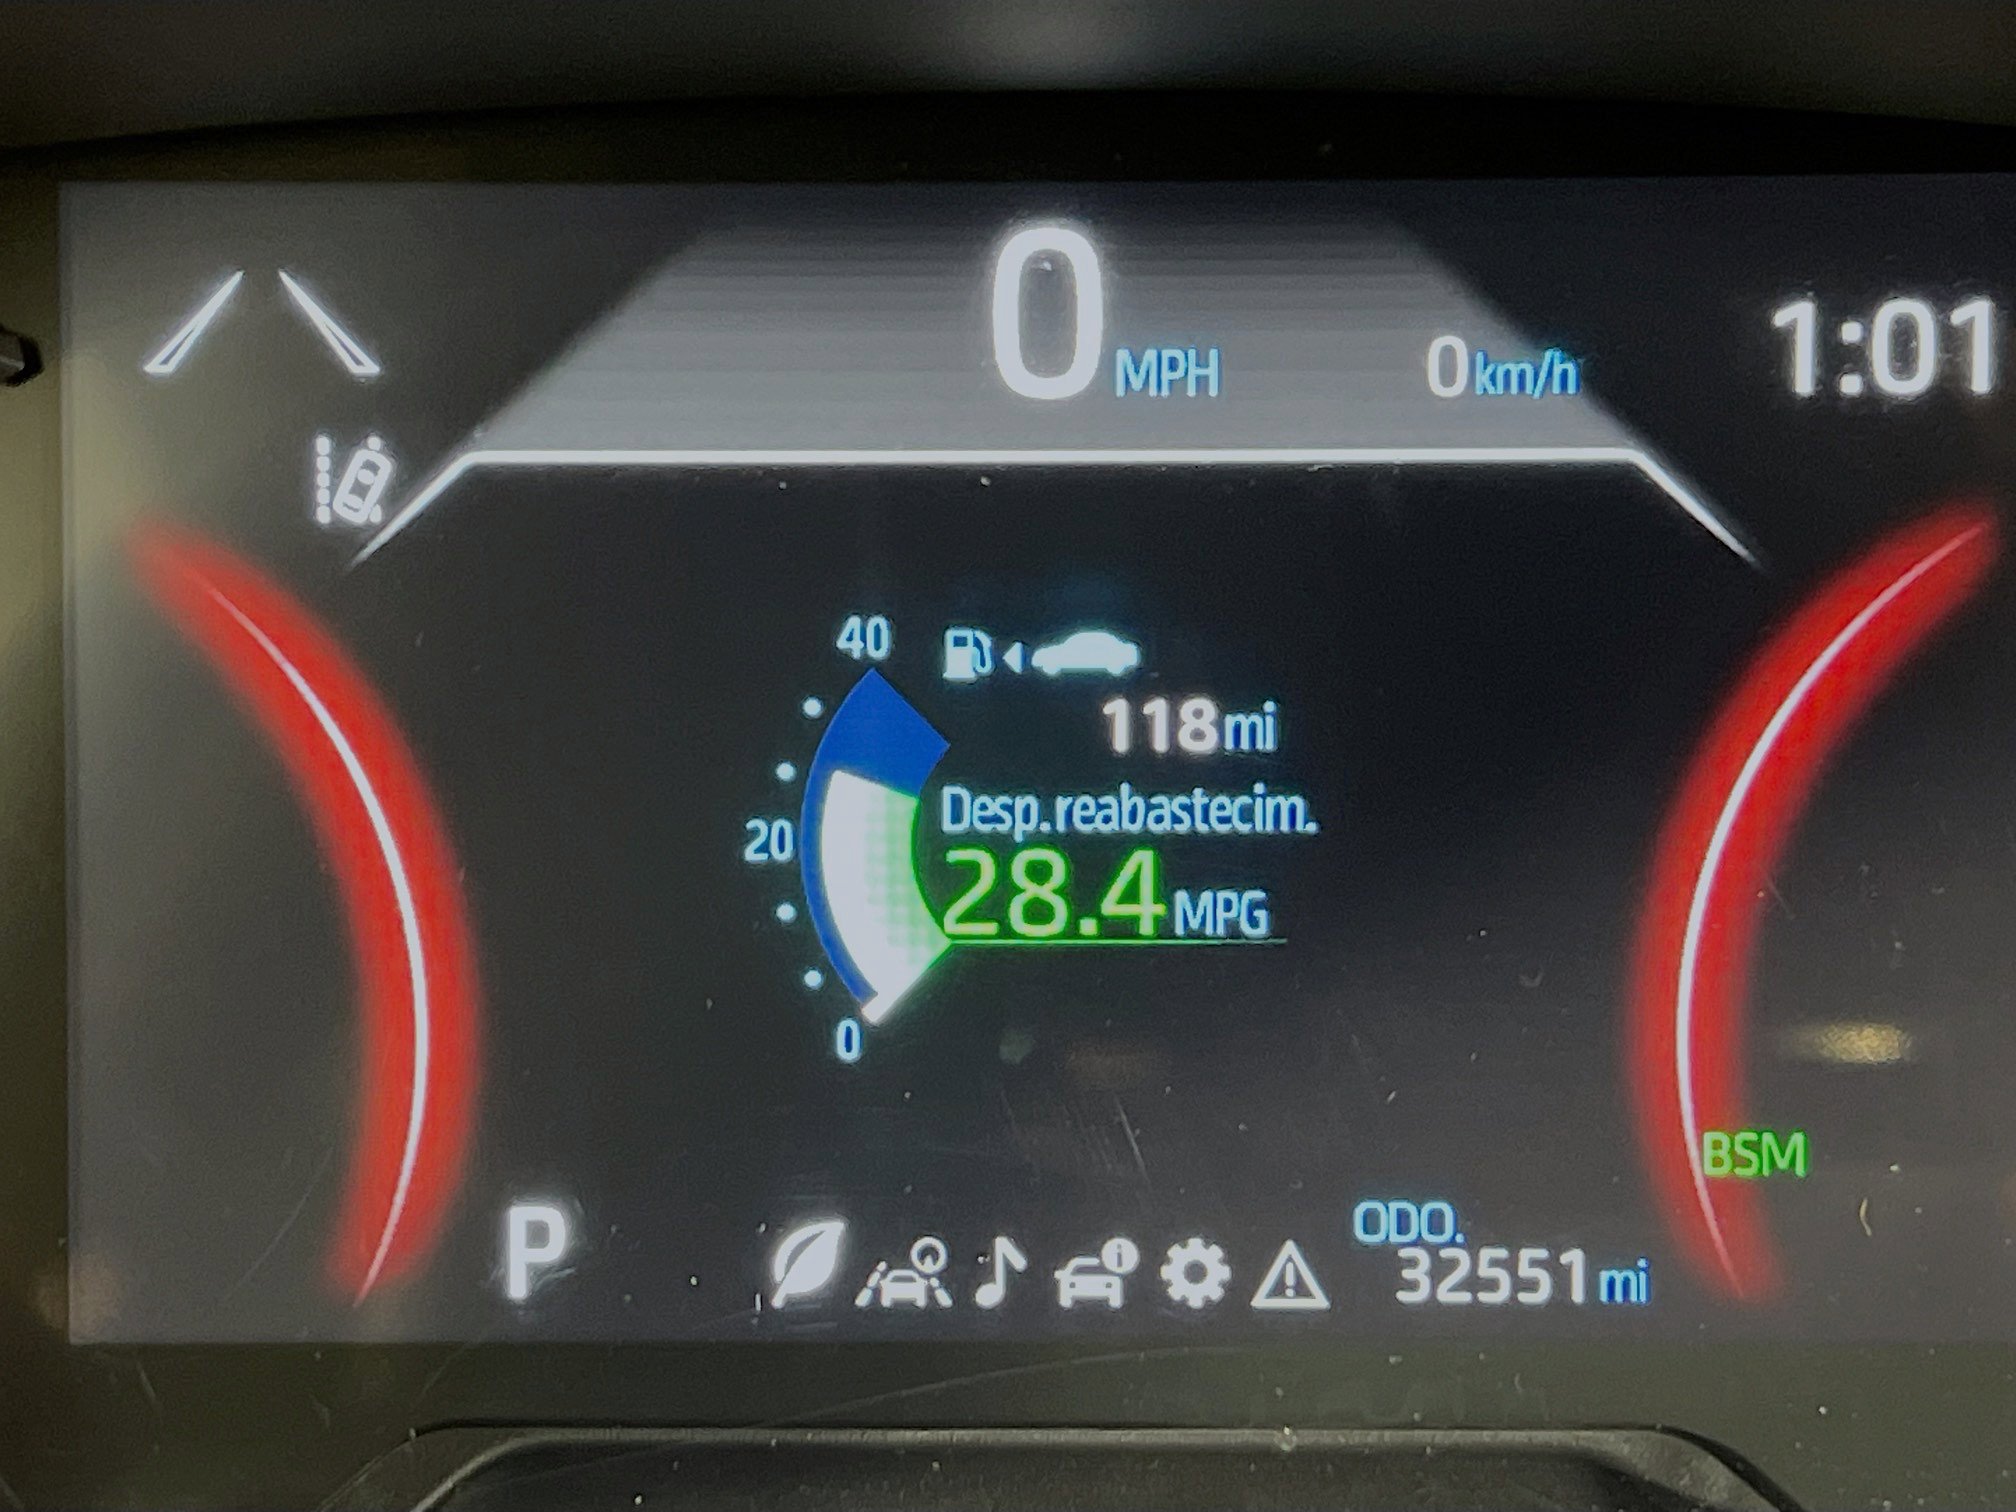 0 MPH
0 km/h
1:01
40
118 mi
Desp.reabastecim.
20
28.4 MPG
0
BSM
P
ODO.
32551 mi